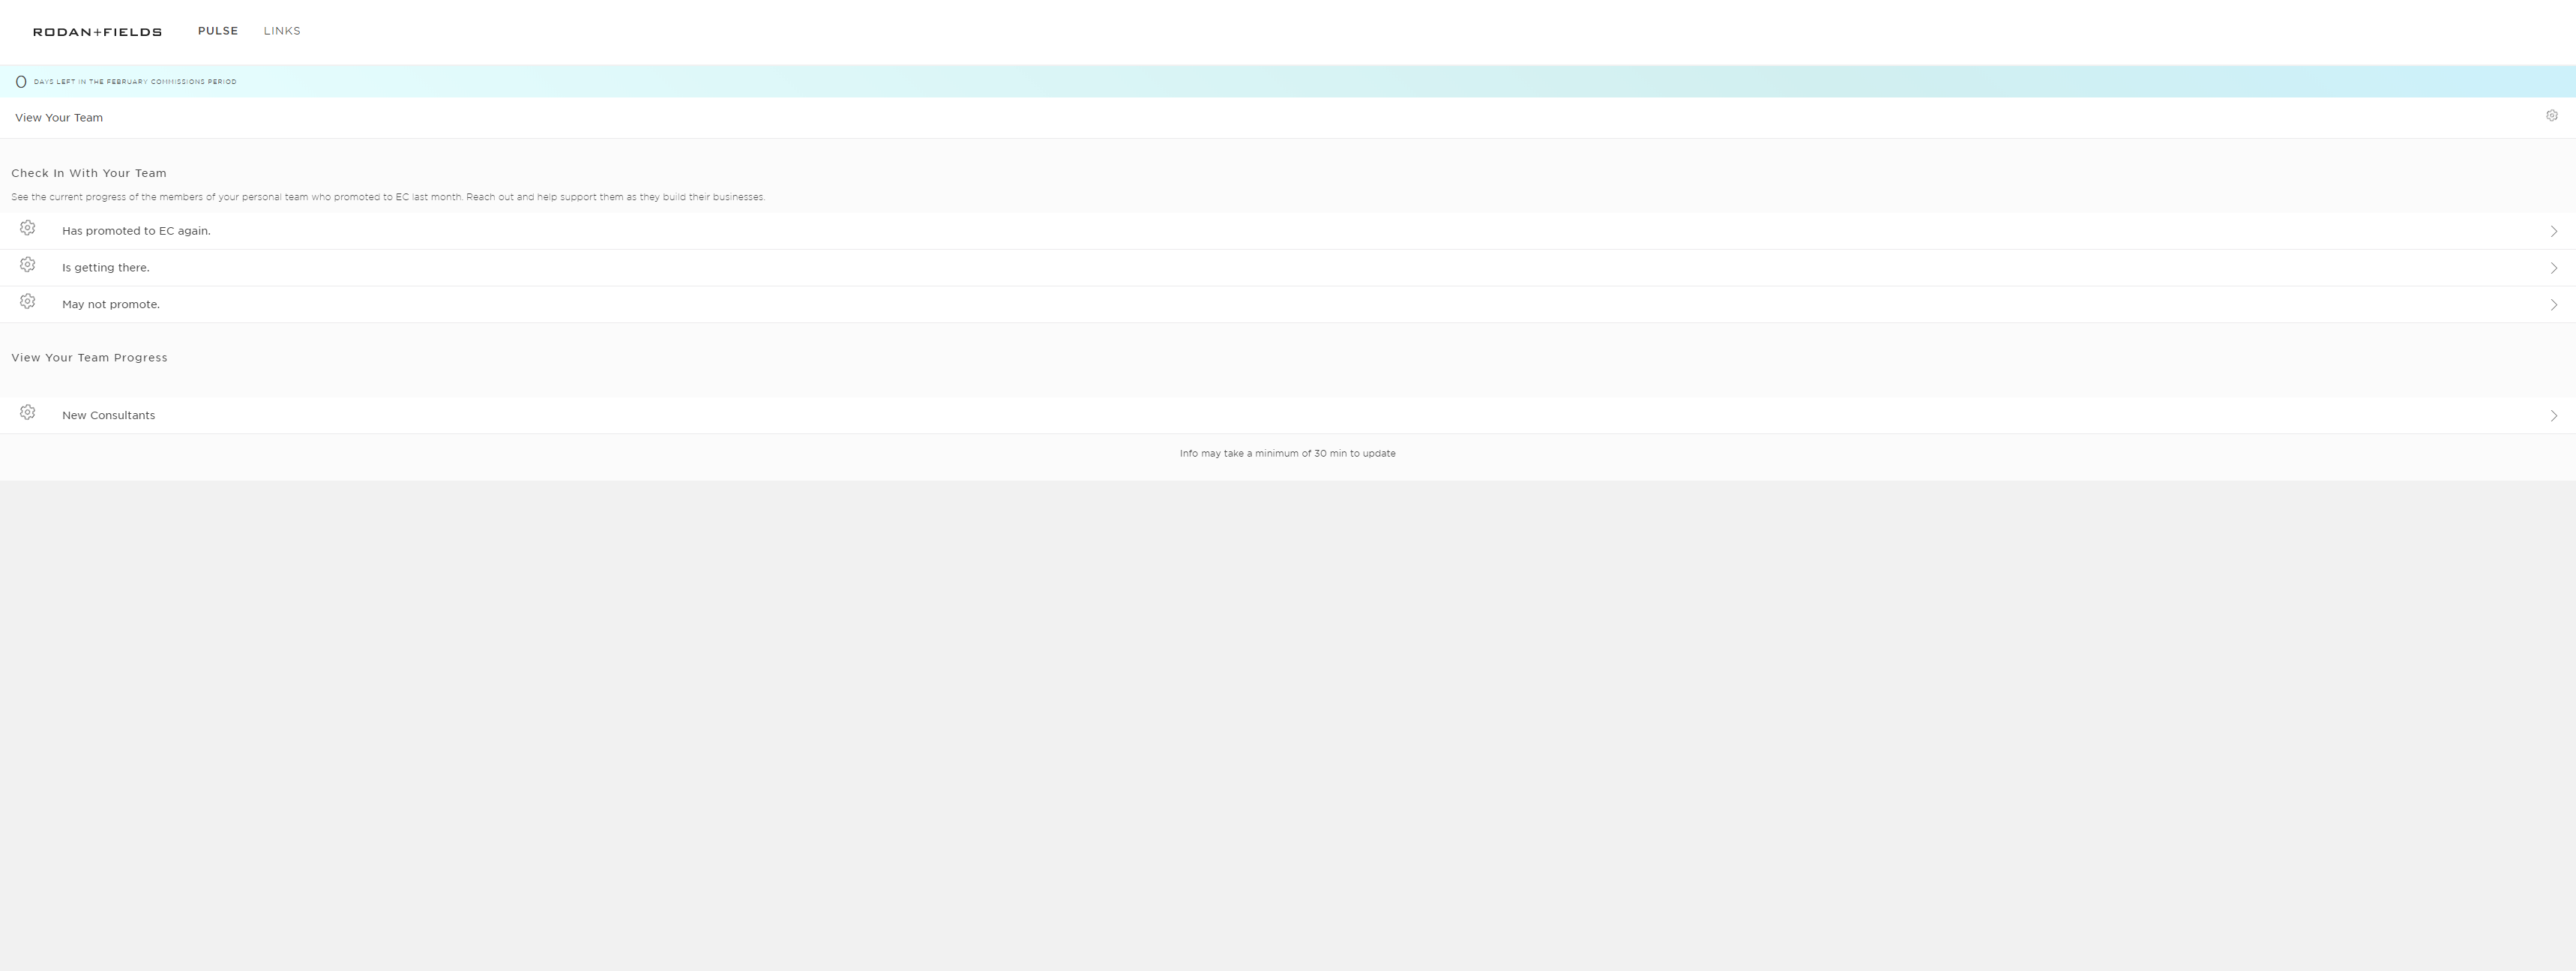 RODAN+FIELDS PULSE LINKS
0 DAYS LEFT IN THE FEBRUARY COMMISSIONS PERIOD
View Your Team
Check In With Your Team
See the current progress of the members of your personal team who promoted to EC last month. Reach out and help support them as they build their businesses.
Has promoted to EC again.
Is getting there.
May not promote.
View Your Team Progress
New Consultants
Info may take a minimum of 30 min to update